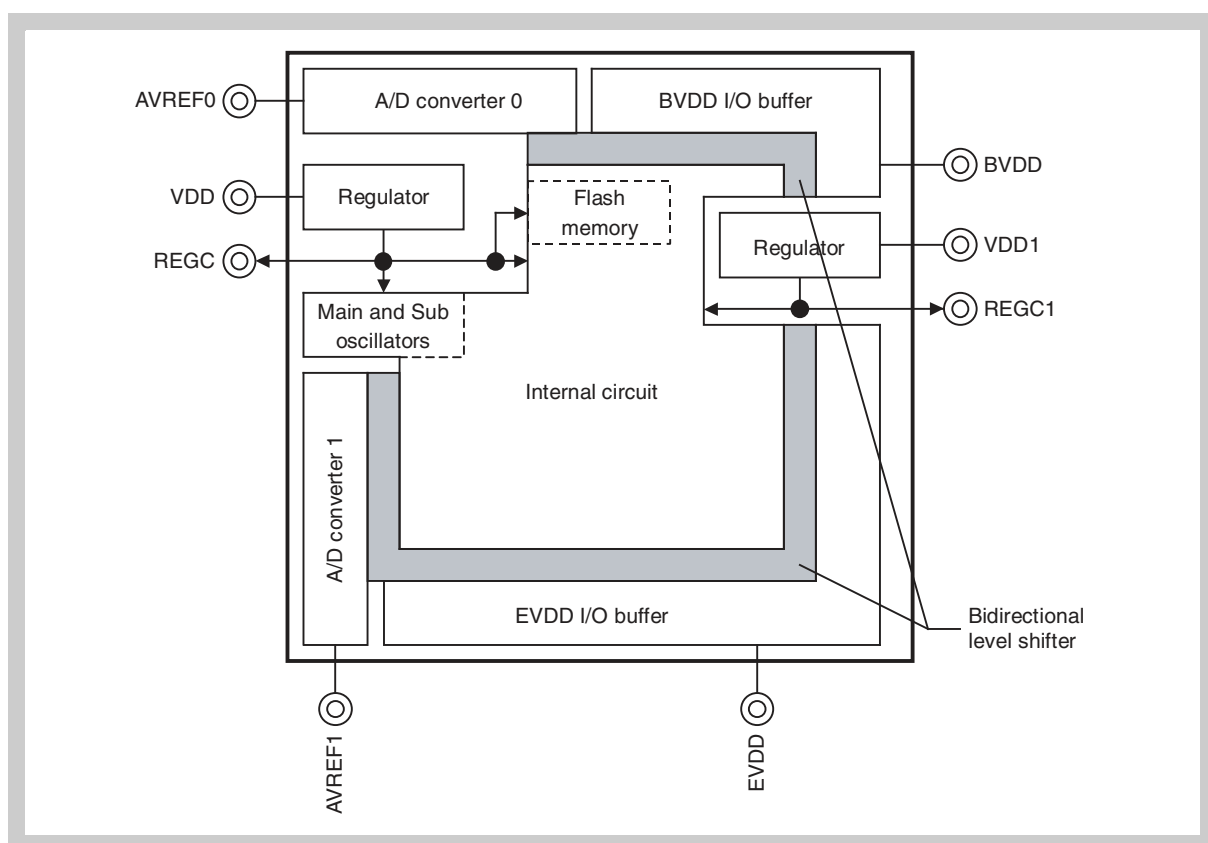 AVREF0
A/D converter 0
BVDD I/O buffer
BVDD
VDD
Regulator
Flash
memory
REGC
Regulator
VDD1
Main and Sub
oscillators
REGC1
Internal circuit
A/D converter 1
EVDD I/O buffer
Bidirectional
level shifter
AVREF1
EVDD